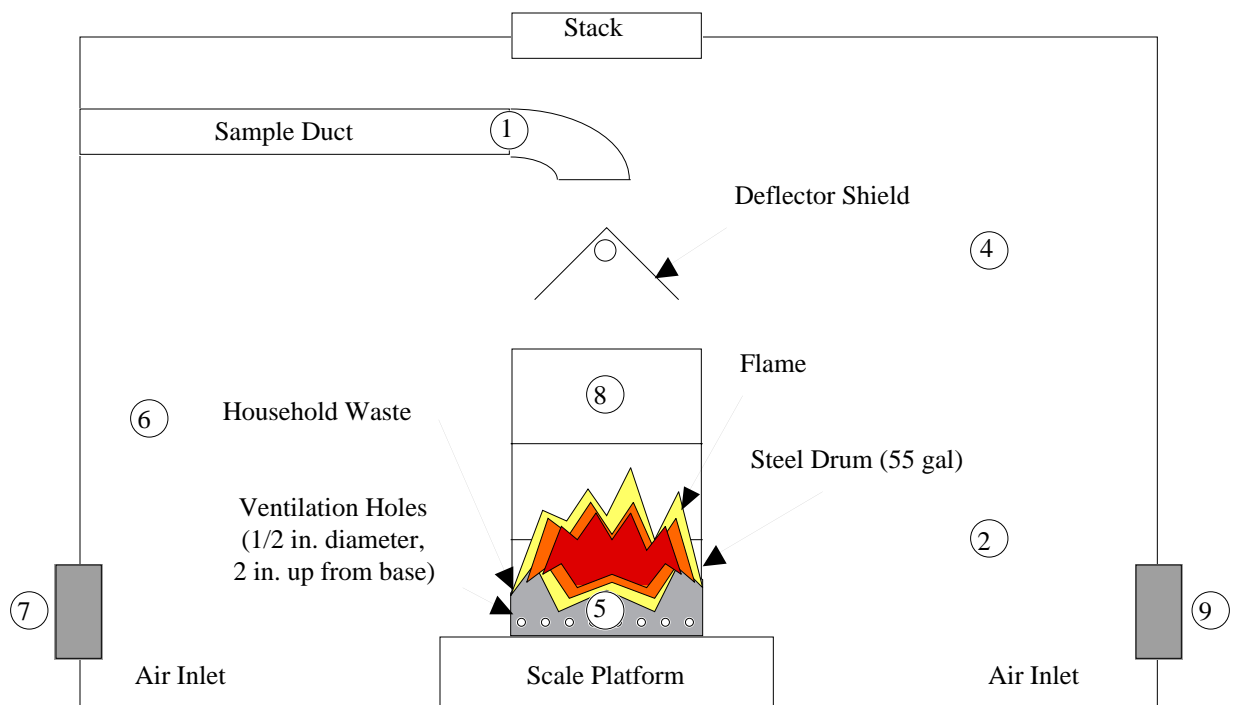 Stack
Sample Duct
1
Deflector Shield
4
Flame
8
6
Household Waste
Steel Drum (55 gal)
Ventilation Holes
(1/2 in. diameter,
2 in. up from base)
2
7
5
9
Air Inlet
Scale Platform
Air Inlet